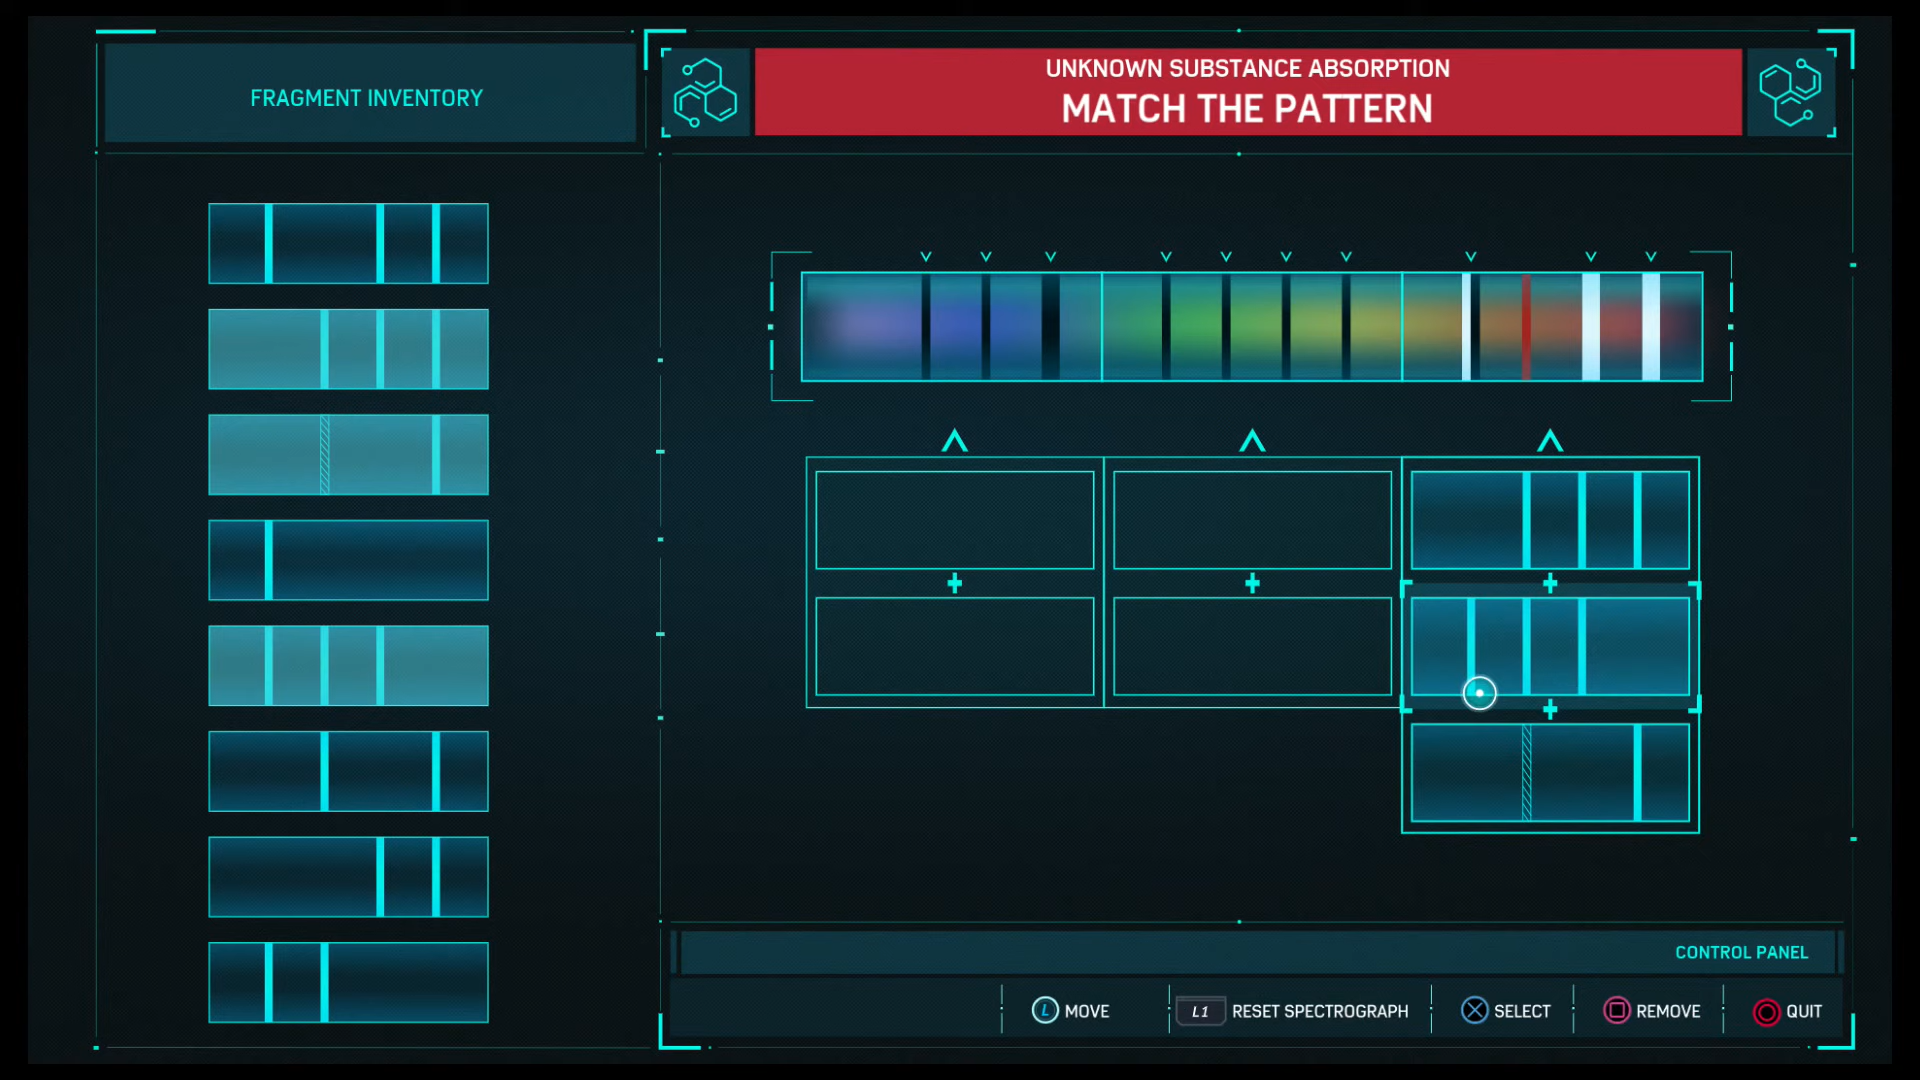 FRAGMENT INVENTORY
UNKNOWN SUBSTANCE ABSORPTION
MATCH THE PATTERN
CONTROL PANEL
L MOVE
L1 RESET SPECTROGRAPH
SELECT
REMOVE
QUIT